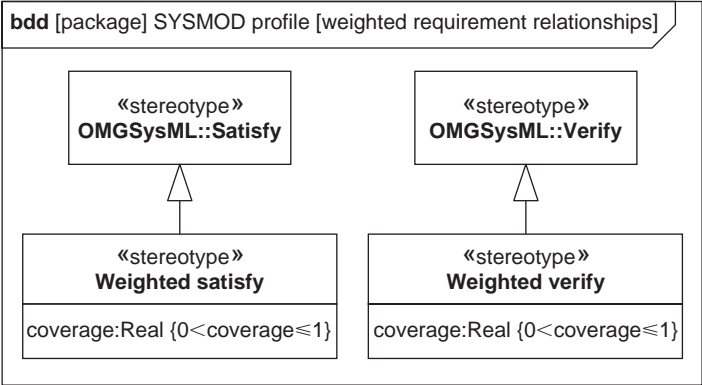 bdd [package] SYSMOD profile [weighted requirement relationships]
«stereotype»
OMGSysML::Satisfy
«stereotype»
OMGSysML::Verify
«stereotype»
Weighted satisfy
coverage:Real {0<coverage⩽1}
«stereotype»
Weighted verify
coverage:Real {0<coverage⩽1}